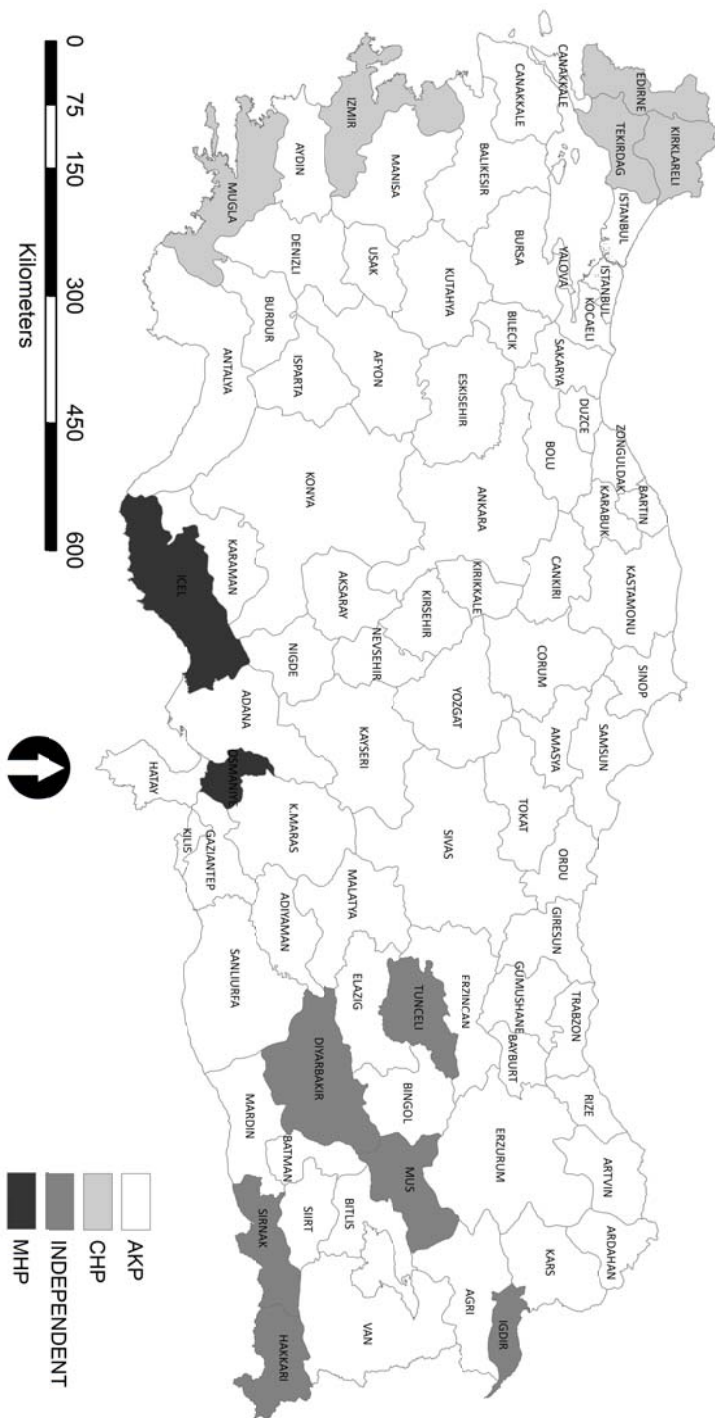 KIRKLARELI
EDIRNE
TEKIRDAG
ISTANBUL
ISTANBUL
KOCAELI
YALOVA
CANAKKALE
CANAKKALE
BALIKESIR
BURSA
BILECIK
SAKARYA
DUZCE
BOLU
ZONGULDAK
BARTIN
KARABUK
KASTAMONU
SINOP
CANKIRI
CORUM
SAMSUN
AMASYA
TOKAT
ORDU
GIRESUN
GUMUSHANE
TRABZON
BAYBURT
RIZE
ARTVIN
ARDAHAN
KARS
ERZURUM
IGDIR
AGRI
ERZINCAN
TUNCELI
SIVAS
YOZGAT
KIRIKKALE
KIRSEHIR
ANKARA
ESKISEHIR
KUTAHYA
MANISA
IZMIR
USAK
AFYON
AYDIN
DENIZLI
MUGLA
BURDUR
ISPARTA
ANTALYA
KONYA
AKSARAY
NEVSEHIR
NIGDE
KAYSERI
KARAMAN
ICEL
ADANA
OSMANIYE
HATAY
K.MARAS
GAZIANTEP
KILIS
MALATYA
ADIYAMAN
SANLIURFA
ELAZIG
DIYARBAKIR
BINGOL
MUS
BITLIS
VAN
BATMAN
SIIRT
MARDIN
SIRNAK
HAKKARI
0 75 150 300 450 600
Kilometers
AKP
CHP
INDEPENDENT
MHP